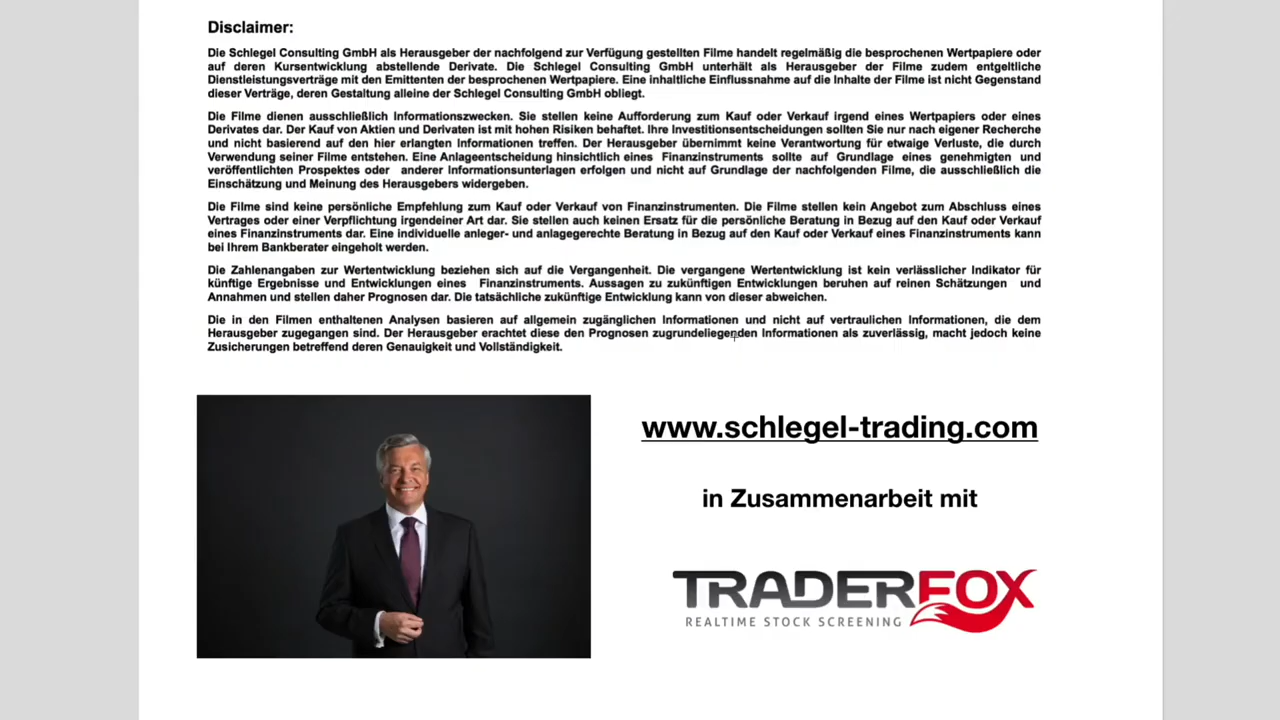 Disclaimer:
Die Schlegel Consulting GmbH als Herausgeber der nachfolgend zur Verfügung gestellten Filme handelt regelmäßig die besprochenen Wertpapiere oder
auf deren Kursentwicklung abstellende Derivate. Die Schlegel Consulting GmbH unterhält als Herausgeber der Filme zudem entgeltliche
Dienstleistungsverträge mit den Emittenten der besprochenen Wertpapiere. Eine inhaltliche Einflussnahme auf die Inhalte der Filme ist nicht Gegenstand
dieser Verträge, deren Gestaltung alleine der Schlegel Consulting GmbH obliegt.
Die Filme dienen ausschließlich Informationszwecken. Sie stellen keine Aufforderung zum Kauf oder Verkauf irgend eines Wertpapiers oder eines
Derivates dar. Der Kauf von Aktien und Derivaten ist mit hohen Risiken behaftet. Ihre Investitionsentscheidungen sollten Sie nur nach eigener Recherche
und nicht basierend auf den hier erlangten Informationen treffen. Der Herausgeber übernimmt keine Verantwortung für etwaige Verluste, die durch
Verwendung seiner Filme entstehen. Eine Anlageentscheidung hinsichtlich eines Finanzinstruments sollte auf Grundlage eines genehmigten und
veröffentlichten Prospektes oder anderer Informationsunterlagen erfolgen und nicht auf Grundlage der nachfolgenden Filme, die ausschließlich die
Einschätzung und Meinung des Herausgebers widergeben.
Die Filme sind keine persönliche Empfehlung zum Kauf oder Verkauf von Finanzinstrumenten. Die Filme stellen kein Angebot zum Abschluss eines
Vertrages oder einer Verpflichtung irgendeiner Art dar. Sie stellen auch keinen Ersatz für die persönliche Beratung in Bezug auf den Kauf oder Verkauf
eines Finanzinstruments dar. Eine individuelle anleger- und anlagegerechte Beratung in Bezug auf den Kauf oder Verkauf eines Finanzinstruments kann
bei Ihrem Bankberater eingeholt werden.
Die Zahlenangaben zur Wertentwicklung beziehen sich auf die Vergangenheit. Die vergangene Wertentwicklung ist kein verlässlicher Indikator für
künftige Ergebnisse und Entwicklungen eines Finanzinstruments. Aussagen zu zukünftigen Entwicklungen beruhen auf reinen Schätzungen und
Annahmen und stellen daher Prognosen dar. Die tatsächliche zukünftige Entwicklung kann von dieser abweichen.
Die in den Filmen enthaltenen Analysen basieren auf allgemein zugänglichen Informationen und nicht auf vertraulichen Informationen, die dem
Herausgeber zugegangen sind. Der Herausgeber erachtet diese den Prognosen zugrundeliegenden Informationen als zuverlässig, macht jedoch keine
Zusicherungen betreffend deren Genauigkeit und Vollständigkeit.
www.schlegel-trading.com
in Zusammenarbeit mit
TRADERFOX
REALTIME STOCK SCREENING